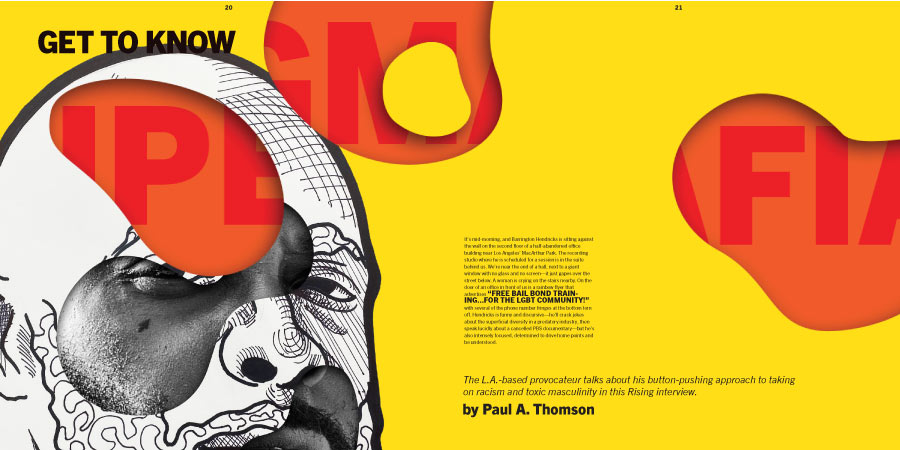 20
21
GET TO KNOW
JPEGMAFIA
It's mid-morning, and Barrington Hendricks is sitting against
the wall on the second floor of a half-abandoned office
building near Los Angeles' MacArthur Park. The recording
studio where he is scheduled for a session is in the suite
behind us. We're near the end of a hall, next to a giant
window with no glass and no screen—it just gapes over the
street below. A woman is crying on the stairs nearby. On the
door of an office in front of us is a rainbow flyer that
advertises "FREE BAIL BOND TRAIN-
ING...FOR THE LGBT COMMUNITY!"
with several of the phone number fringes at the bottom torn
off. Hendricks is funny and discursive—he'll crack jokes
about the superficial diversity in a predatory industry, then
speak lucidly about a cancelled PBS documentary—but he's
also intensely focused, determined to drive home points and
be understood.
The L.A.-based provocateur talks about his button-pushing approach to taking
on racism and toxic masculinity in this Rising interview.
by Paul A. Thomson